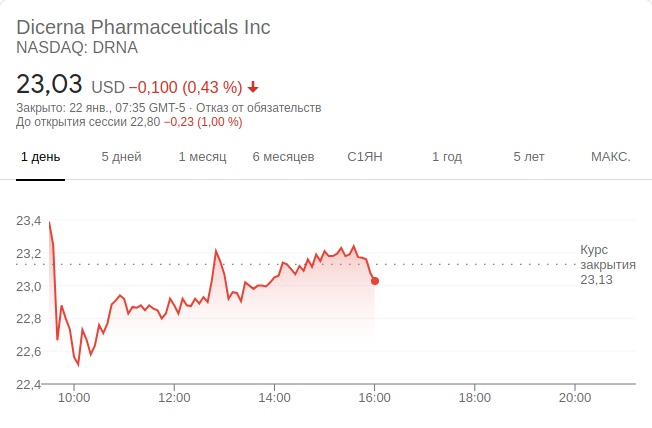 Dicerna Pharmaceuticals Inc
NASDAQ: DRNA
23,03 USD −0,100 (0,43 %)
Закрыто: 22 янв., 07:35 GMT-5 · Отказ от обязательств
До открытия сессии 22,80 −0,23 (1,00 %)
1 день 5 дней 1 месяц 6 месяцев С1ЯН 1 год 5 лет МАКС.
23,4
23,2
23,0
22,8
22,6
22,4
Курс
закрытия
23,13
10:00 12:00 14:00 16:00 18:00 20:00